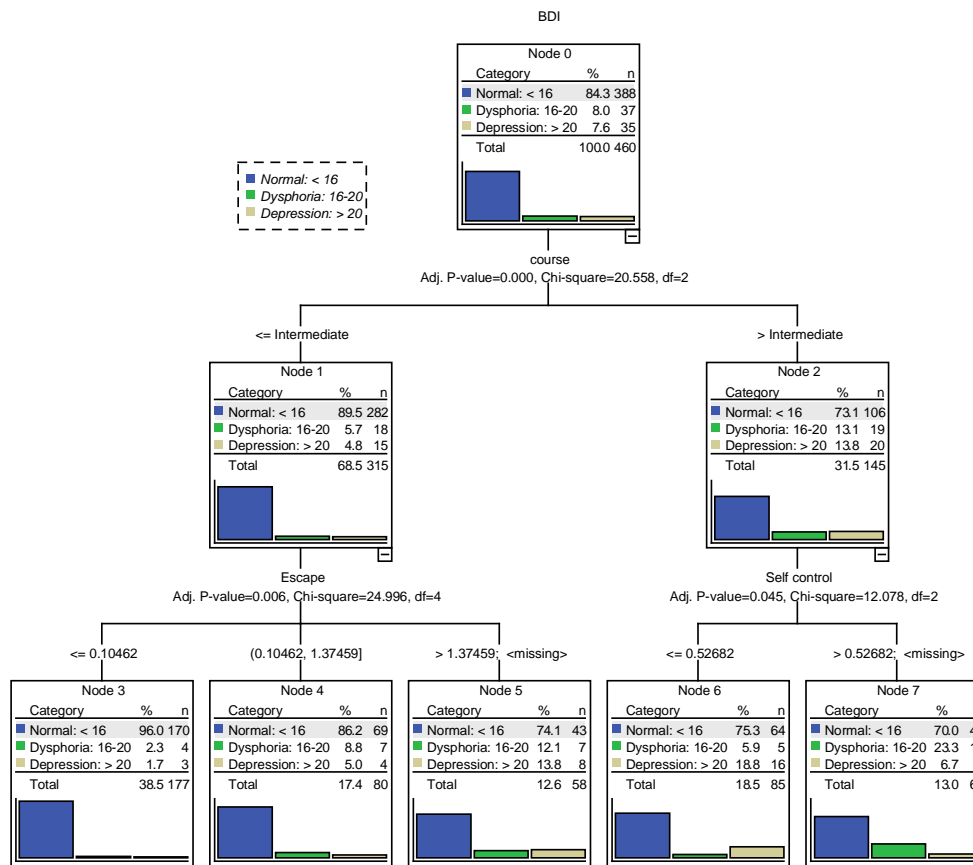 BDI
Node 0
Category % n
Normal: < 16 84.3 388
Dysphoria: 16-20 8.0 37
Depression: > 20 7.6 35
Total 100.0 460
Normal: < 16
Dysphoria: 16-20
Depression: > 20
course
Adj. P-value=0.000, Chi-square=20.558, df=2
<= Intermediate
> Intermediate
Node 1
Category % n
Normal: < 16 89.5 282
Dysphoria: 16-20 5.7 18
Depression: > 20 4.8 15
Total 68.5 315
Node 2
Category % n
Normal: < 16 73.1 106
Dysphoria: 16-20 13.1 19
Depression: > 20 13.8 20
Total 31.5 145
Escape
Adj. P-value=0.006, Chi-square=24.996, df=4
Self control
Adj. P-value=0.045, Chi-square=12.078, df=2
<= 0.10462
(0.10462, 1.37459]
> 1.37459; <missing>
<= 0.52682
> 0.52682; <missing>
Node 3
Category % n
Normal: < 16 96.0 170
Dysphoria: 16-20 2.3 4
Depression: > 20 1.7 3
Total 38.5 177
Node 4
Category % n
Normal: < 16 86.2 69
Dysphoria: 16-20 8.8 7
Depression: > 20 5.0 4
Total 17.4 80
Node 5
Category % n
Normal: < 16 74.1 43
Dysphoria: 16-20 12.1 7
Depression: > 20 13.8 8
Total 12.6 58
Node 6
Category % n
Normal: < 16 75.3 64
Dysphoria: 16-20 5.9 5
Depression: > 20 18.8 16
Total 18.5 85
Node 7
Category %
Normal: < 16 70.0
Dysphoria: 16-20 23.3
Depression: > 20 6.7
Total 13.0